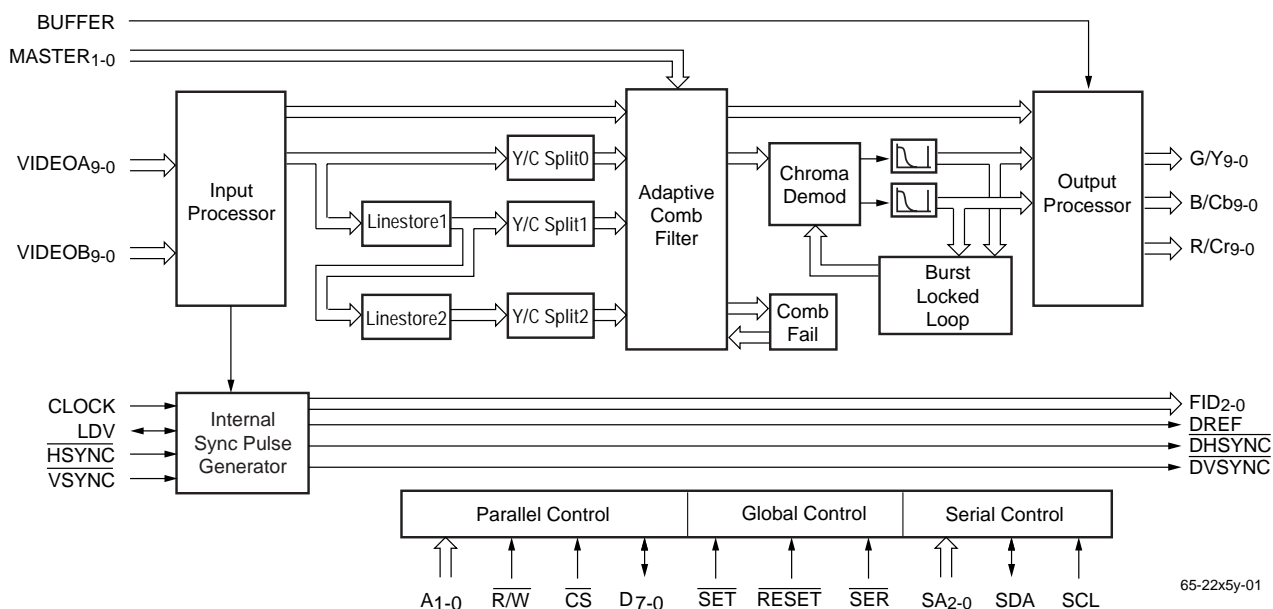 BUFFER
MASTER1-0
VIDEOA9-0
VIDEOB9-0
Input
Processor
Linestore1
Linestore2
Y/C Split0
Y/C Split1
Y/C Split2
Adaptive
Comb
Filter
Chroma
Demod
Comb
Fail
Burst
Locked
Loop
Output
Processor
G/Y9-0
B/Cb9-0
R/Cr9-0
CLOCK
LDV
HSYNC
VSYNC
Internal
Sync Pulse
Generator
FID2-0
DREF
DHSYNC
DVSYNC
Parallel Control
Global Control
Serial Control
A1-0
R/W
CS
D7-0
SET
RESET
SER
SA2-0
SDA
SCL
65-22x5y-01